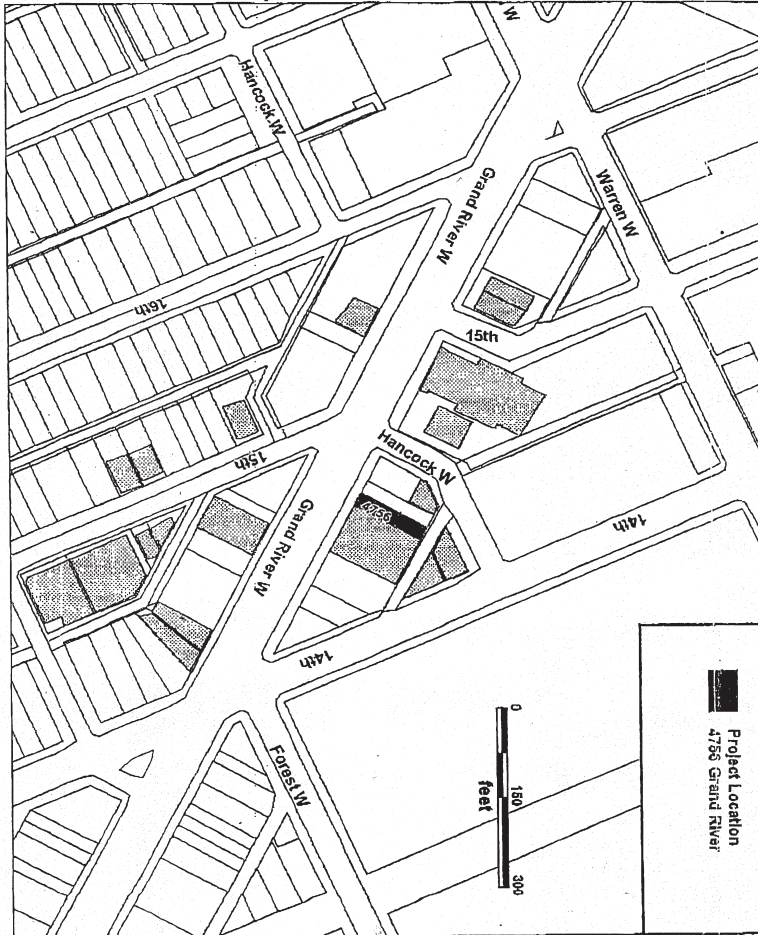 W
Hancock W
Grand River W
Warren W
16th
15th
15th
Hancock W
4756
14th
Grand River W
14th
Forest W
0
150
300
feet
Project Location
4756 Grand River